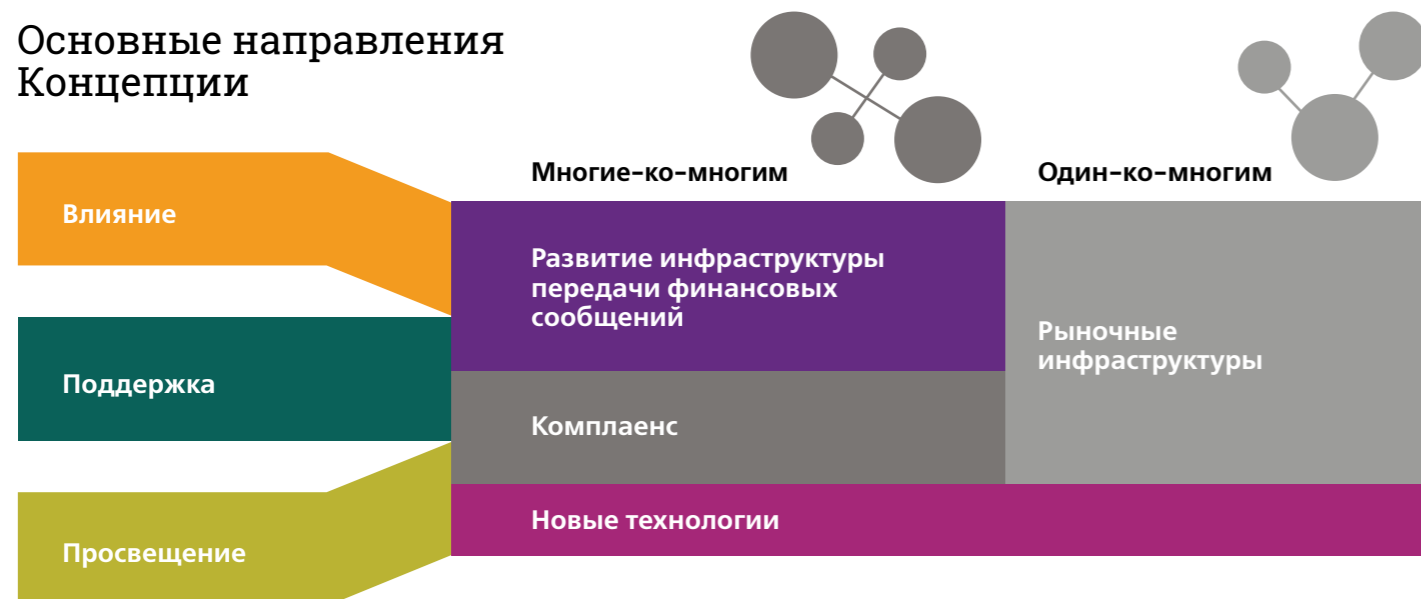 Основные направления
Концепции
Многие-ко-многим
Один-ко-многим
Влияние
Поддержка
Просвещение
Развитие инфраструктуры
передачи финансовых
сообщений
Комплаенс
Рыночные
инфраструктуры
Новые технологии